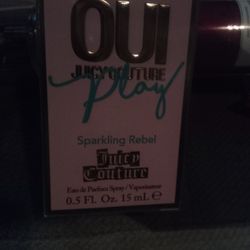 OUI
JUICY COUTURE
Play
Sparkling Rebel
Juicy
Couture
Eau de Parfum Spray / Vaporisateur
0.5 Fl. Oz. 15 mL e